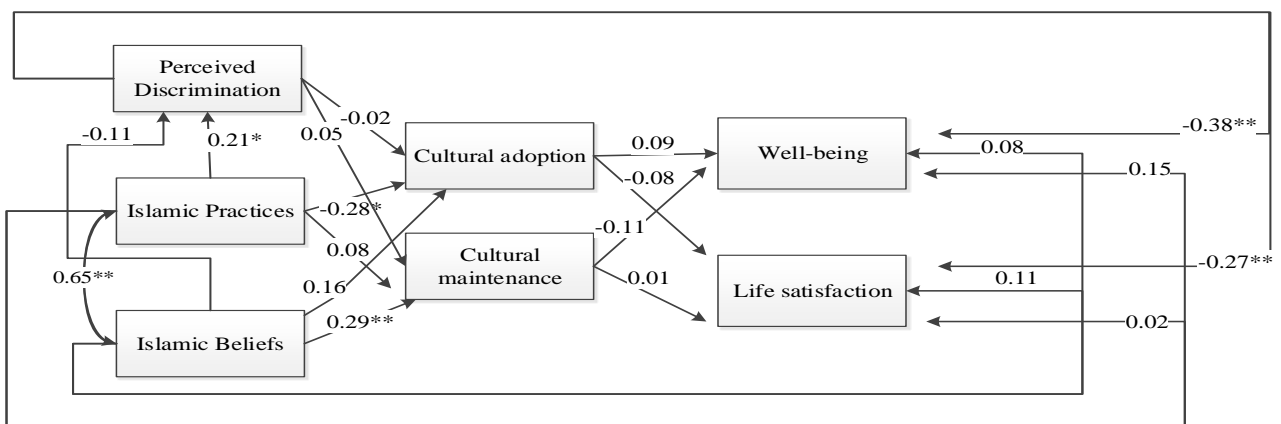 Perceived
Discrimination
-0.11
0.21*
-0.02
0.05
Cultural adoption
0.09
-0.08
Well-being
-0.38**
0.08
0.15
Islamic Practices
-0.28*
0.08
-0.11
Cultural
maintenance
0.01
Life satisfaction
-0.27**
0.11
0.02
0.65**
0.16
0.29**
Islamic Beliefs